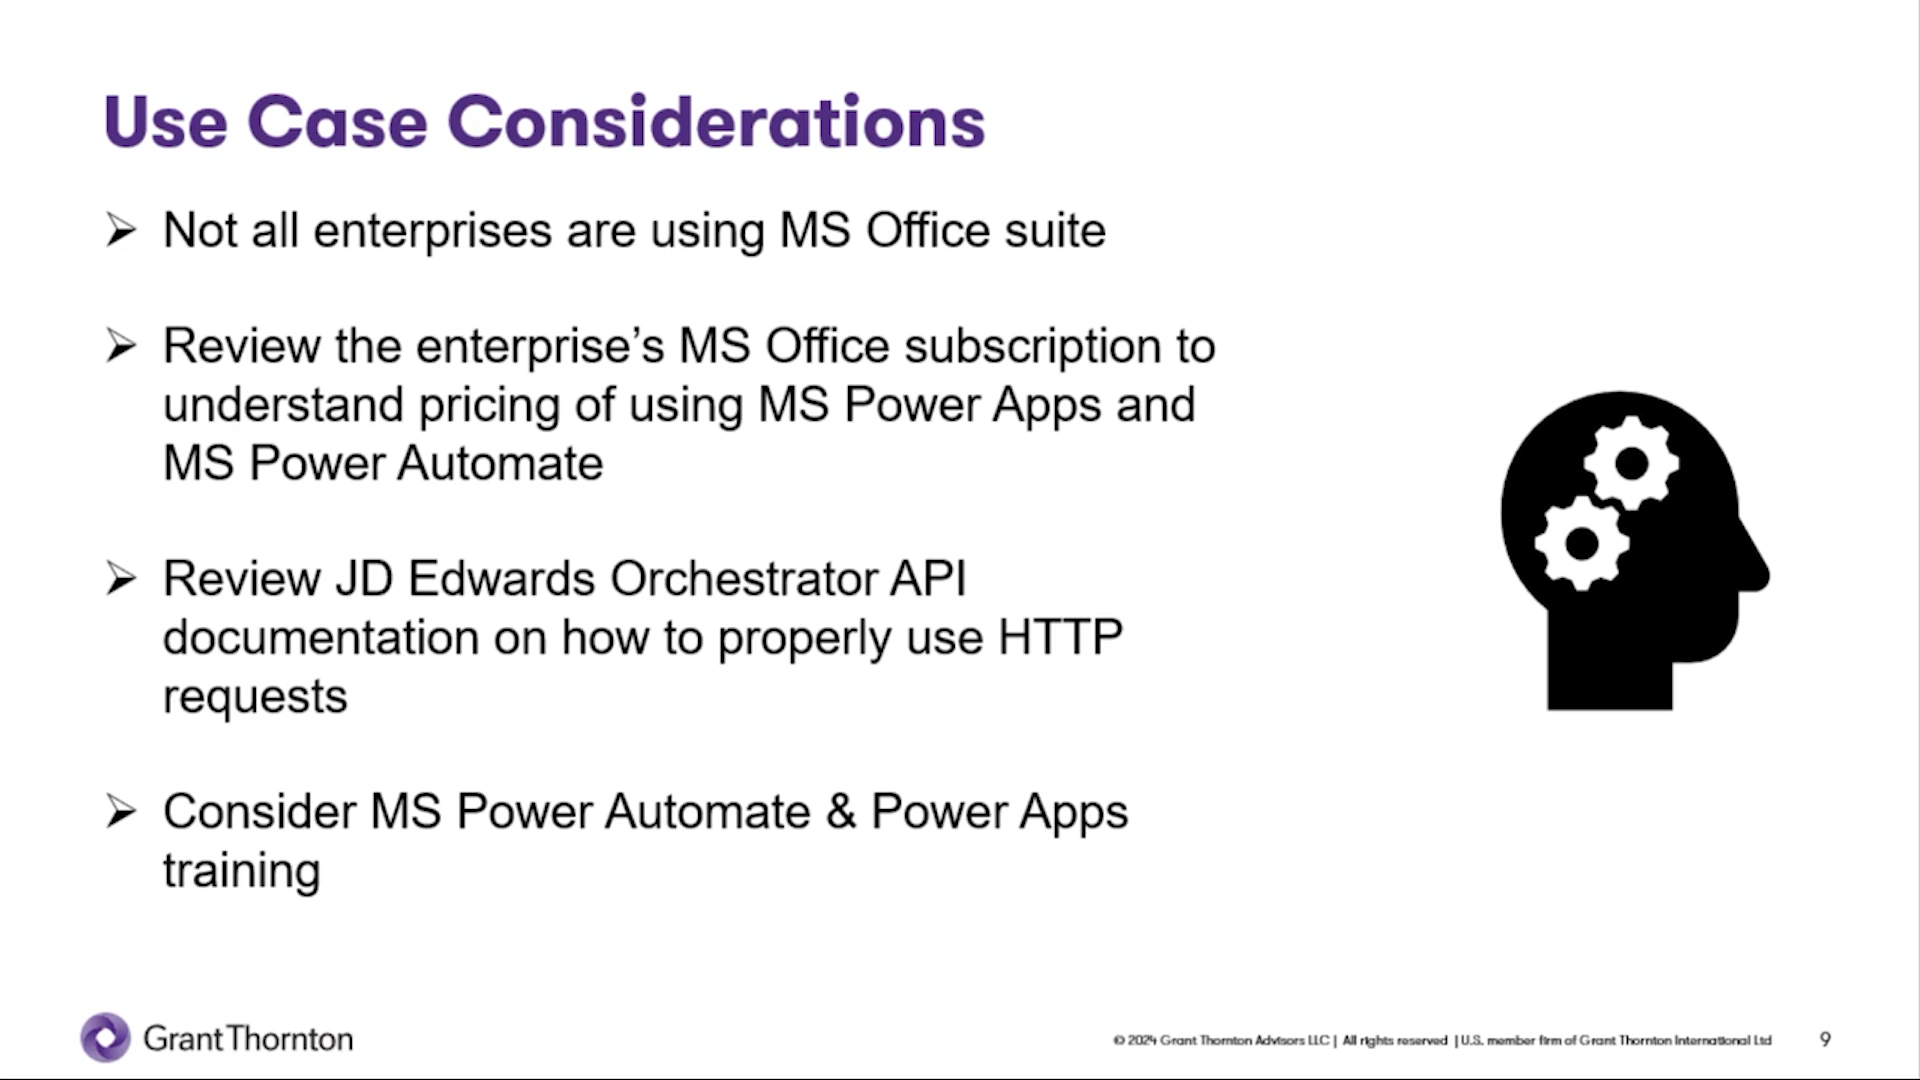 Use Case Considerations
➢ Not all enterprises are using MS Office suite
➢ Review the enterprise’s MS Office subscription to
understand pricing of using MS Power Apps and
MS Power Automate
➢ Review JD Edwards Orchestrator API
documentation on how to properly use HTTP
requests
➢ Consider MS Power Automate & Power Apps
training
Grant Thornton
© 2024 Grant Thornton Advisors LLC | All rights reserved | U.S. member firm of Grant Thornton International Ltd
9